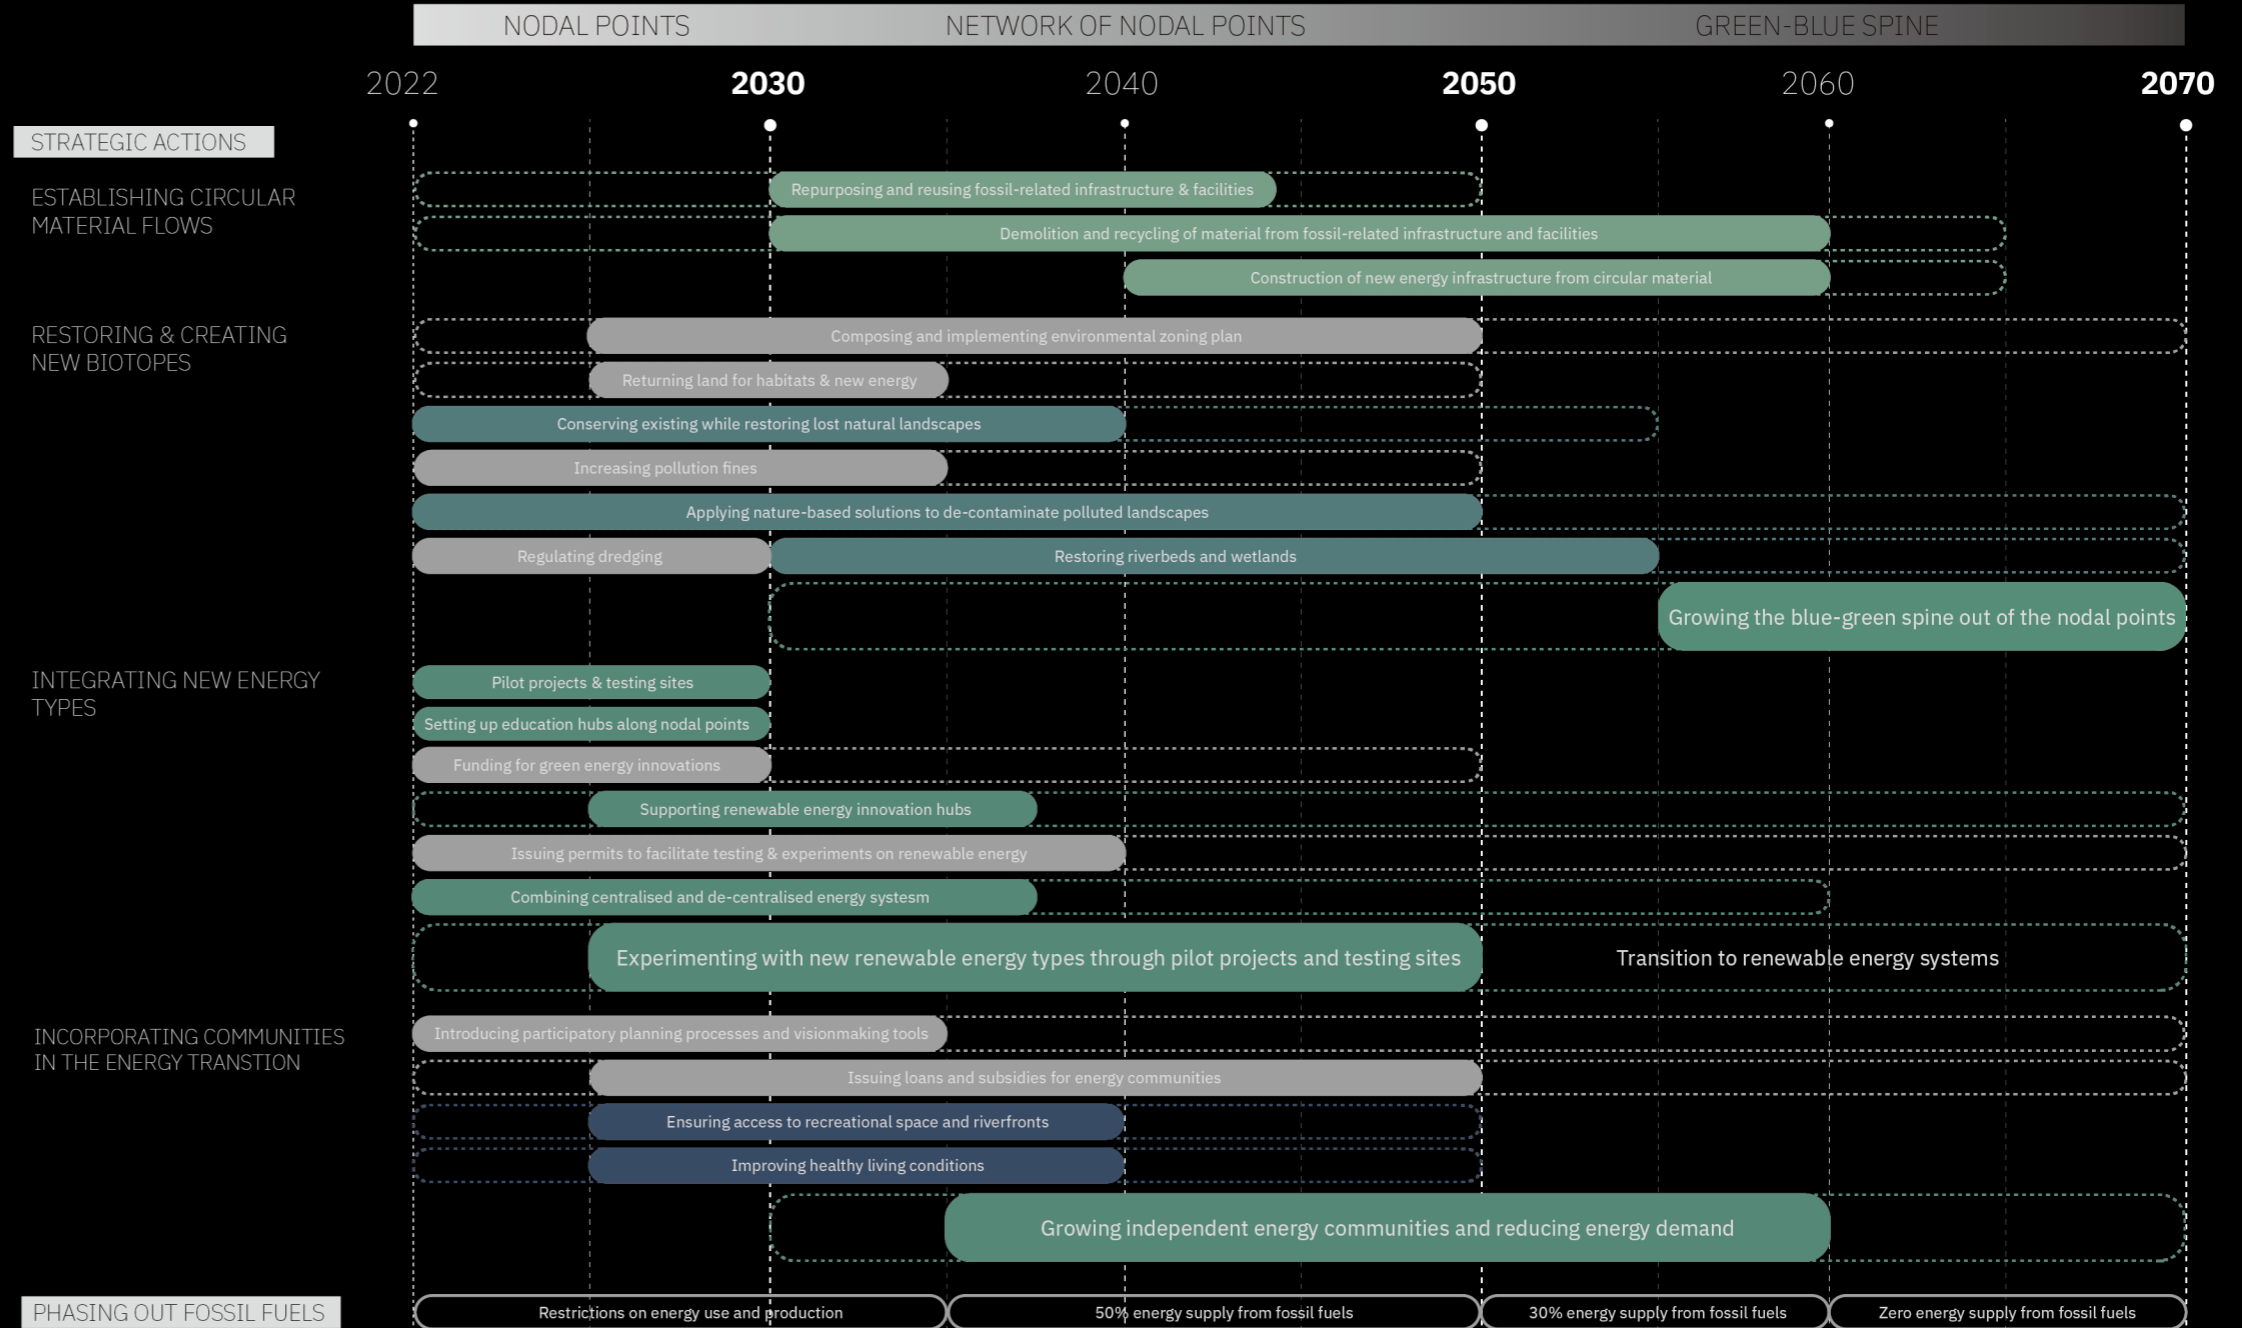 NODAL POINTS NETWORK OF NODAL POINTS GREEN-BLUE SPINE
2022 2030 2040 2050 2060 2070
STRATEGIC ACTIONS
ESTABLISHING CIRCULAR
MATERIAL FLOWS
Repurposing and reusing fossil-related infrastructure & facilities
Demolition and recycling of material from fossil-related infrastructure and facilities
Construction of new energy infrastructure from circular material
RESTORING & CREATING
NEW BIOTOPES
Composing and implementing environmental zoning plan
Returning land for habitats & new energy
Conserving existing while restoring lost natural landscapes
Increasing pollution fines
Applying nature-based solutions to de-contaminate polluted landscapes
Regulating dredging Restoring riverbeds and wetlands
Growing the blue-green spine out of the nodal points
INTEGRATING NEW ENERGY
TYPES
Pilot projects & testing sites
Setting up education hubs along nodal points
Funding for green energy innovations
Supporting renewable energy innovation hubs
Issuing permits to facilitate testing & experiments on renewable energy
Combining centralised and de-centralised energy systesm
Experimenting with new renewable energy types through pilot projects and testing sites Transition to renewable energy systems
INCORPORATING COMMUNITIES
IN THE ENERGY TRANSTION
Introducing participatory planning processes and visionmaking tools
Issuing loans and subsidies for energy communities
Ensuring access to recreational space and riverfronts
Improving healthy living conditions
Growing independent energy communities and reducing energy demand
PHASING OUT FOSSIL FUELS Restrictions on energy use and production 50% energy supply from fossil fuels 30% energy supply from fossil fuels Zero energy supply from fossil fuels